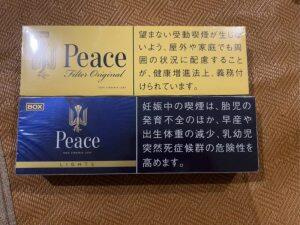 Peace
Filter Original
望まない受動喫煙が生じな
いよう、屋外や家庭でも周
囲の状況に配慮することが
、健康増進法上、義務付
けられています。
BOX
Peace
LIGHTS
妊娠中の喫煙は、胎児の
発育不全のほか、早産や
出生体重の減少、乳幼児
突然死症候群の危険性を
高めます。